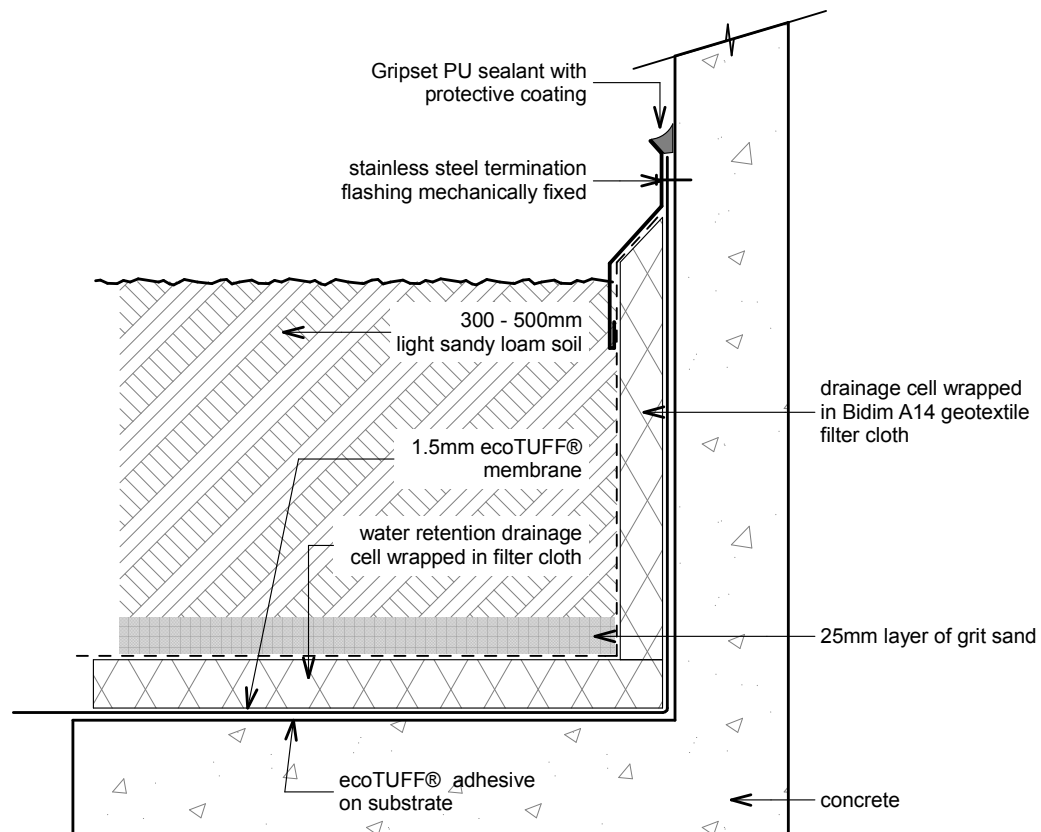 Gripset PU sealant with
protective coating
stainless steel termination
flashing mechanically fixed
300 - 500mm
light sandy loam soil
drainage cell wrapped
in Bidim A14 geotextile
filter cloth
1.5mm ecoTUFF®
membrane
water retention drainage
cell wrapped in filter cloth
25mm layer of grit sand
ecoTUFF® adhesive
on substrate
concrete